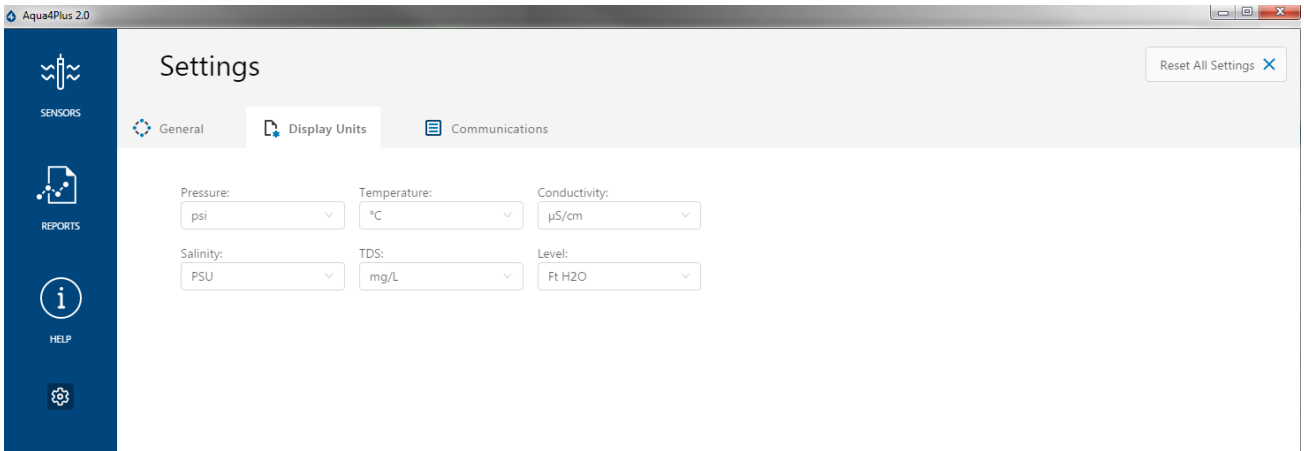 Aqua4Plus 2.0
Settings
Reset All Settings
SENSORS
General
Display Units
Communications
Pressure:
Temperature:
Conductivity:
psi
°C
µS/cm
REPORTS
Salinity:
TDS:
Level:
PSU
mg/L
Ft H2O
HELP